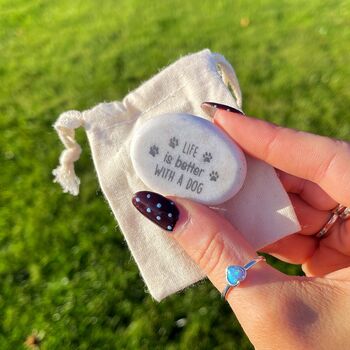 LIFE
is better
WITH A DOG